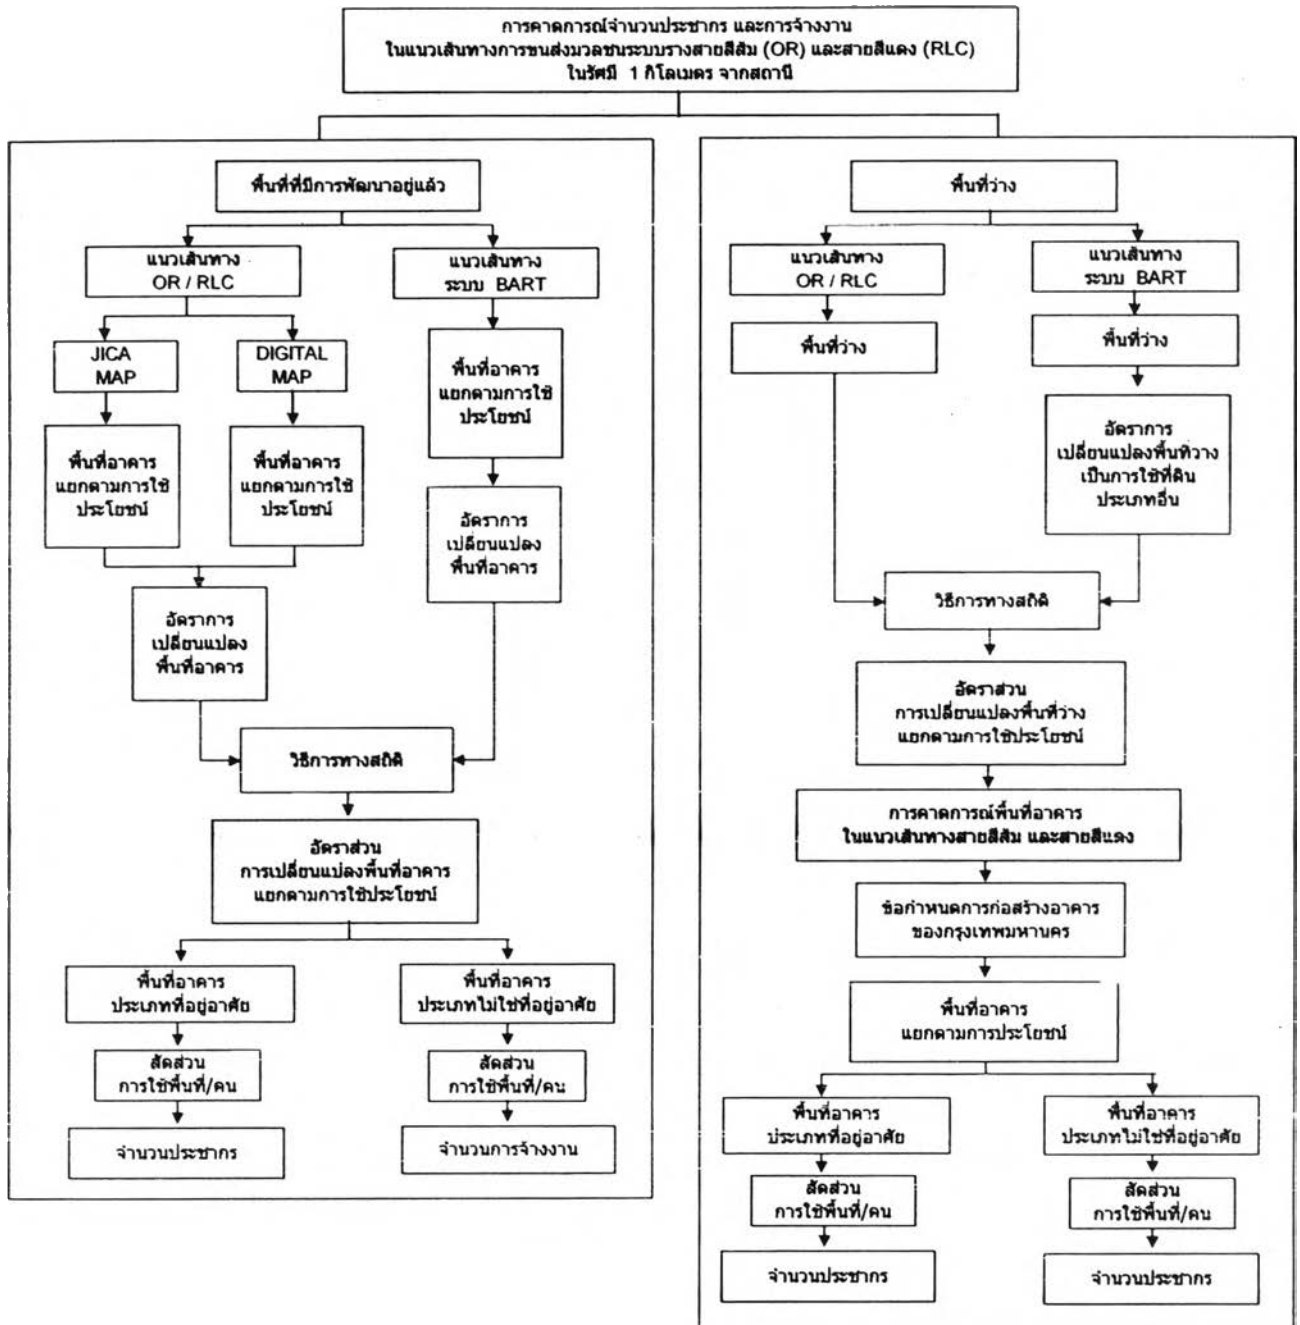 การคาดการณ์จำนวนประชากร และการจ้างงาน
ในแนวเส้นทางการขนส่งมวลชนระบบรางสายสีส้ม (OR) และสายสีแดง (RLC)
ในรัศมี 1 กิโลเมตร จากสถานี
พื้นที่ที่มีการพัฒนาอยู่แล้ว
แนวเส้นทาง
OR / RLC
แนวเส้นทาง
ระบบ BART
JICA
MAP
DIGITAL
MAP
พื้นที่อาคาร
แยกตามการใช้
ประโยชน์
พื้นที่อาคาร
แยกตามการใช้
ประโยชน์
พื้นที่อาคาร
แยกตามการใช้
ประโยชน์
อัตราการ
เปลี่ยนแปลง
พื้นที่อาคาร
อัตราการ
เปลี่ยนแปลง
พื้นที่อาคาร
วิธีการทางสถิติ
อัตราส่วน
การเปลี่ยนแปลงพื้นที่อาคาร
แยกตามการใช้ประโยชน์
พื้นที่อาคาร
ประเภทที่อยู่อาศัย
พื้นที่อาคาร
ประเภทไม่ใช่ที่อยู่อาศัย
สัดส่วน
การใช้พื้นที่/คน
สัดส่วน
การใช้พื้นที่/คน
จำนวนประชากร
จำนวนการจ้างงาน
พื้นที่ว่าง
แนวเส้นทาง
OR / RLC
แนวเส้นทาง
ระบบ BART
พื้นที่ว่าง
พื้นที่ว่าง
อัตราการ
เปลี่ยนแปลงพื้นที่วาง
เป็นการใช้ที่ดิน
ประเภทอื่น
วิธีการทางสถิติ
อัตราส่วน
การเปลี่ยนแปลงพื้นที่ว่าง
แยกตามการใช้ประโยชน์
การคาดการณ์พื้นที่อาคาร
ในแนวเส้นทางสายสีส้ม และสายสีแดง
ข้อกำหนดการก่อสร้างอาคาร
ของกรุงเทพมหานคร
พื้นที่อาคาร
แยกตามการประโยชน์
พื้นที่อาคาร
ประเภทที่อยู่อาศัย
พื้นที่อาคาร
ประเภทไม่ใช่ที่อยู่อาศัย
สัดส่วน
การใช้พื้นที่/คน
สัดส่วน
การใช้พื้นที่/คน
จำนวนประชากร
จำนวนประชากร